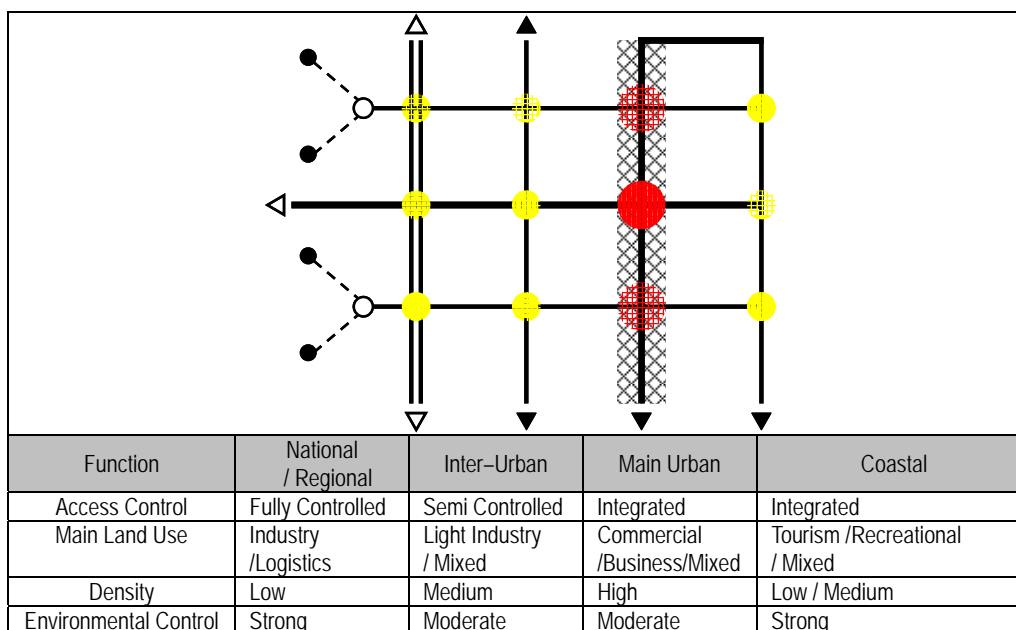 Function National / Regional Inter–Urban Main Urban Coastal
Access Control Fully Controlled Semi Controlled Integrated Integrated
Main Land Use Industry /Logistics Light Industry / Mixed Commercial /Business/Mixed Tourism /Recreational / Mixed
Density Low Medium High Low / Medium
Environmental Control Strong Moderate Moderate Strong